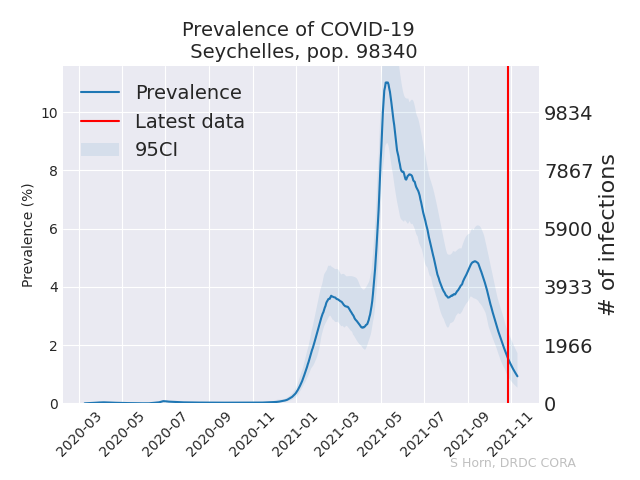 Prevalence of COVID-19
Seychelles, pop. 98340
Prevalence
Latest data
95CI
Prevalence (%)
10
8
6
4
2
0
9834
7867
5900
3933
1966
0
# of infections
2020-03
2020-05
2020-07
2020-09
2020-11
2021-01
2021-03
2021-05
2021-07
2021-09
2021-11
S Horn, DRDC CORA